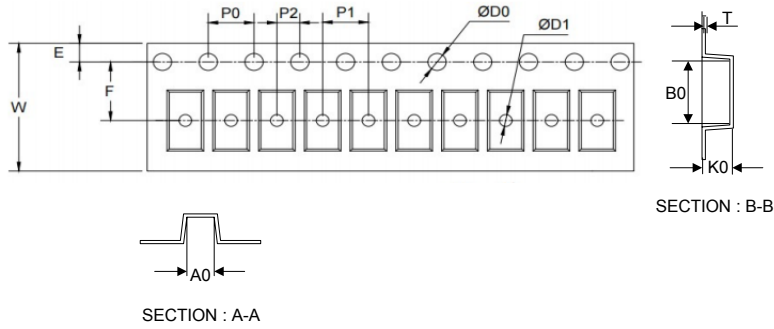 P0 P2 P1 ØD0 ØD1
E
F
W
T
B0
K0
SECTION : B-B
A0
SECTION : A-A